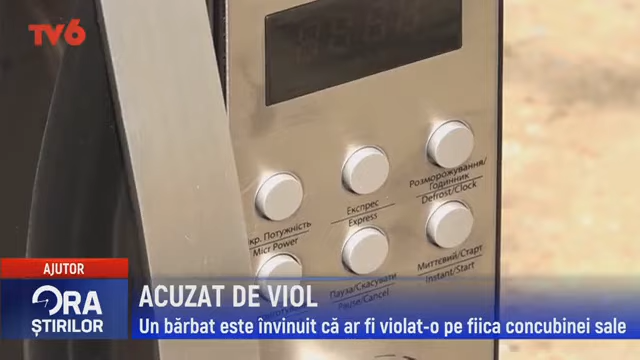 TV6
Розморожування/
Годинник
Defrost/Clock
Експрес
Express
кр. Потужність
Micr Power
Миттєвий/Старт
Instant/Start
Пауза/Скасувати
Pause/Cancel
AJUTOR
ORA
ȘTIRILOR
ACUZAT DE VIOL
Un bărbat este învinuit că ar fi violat-o pe fiica concubinei sale